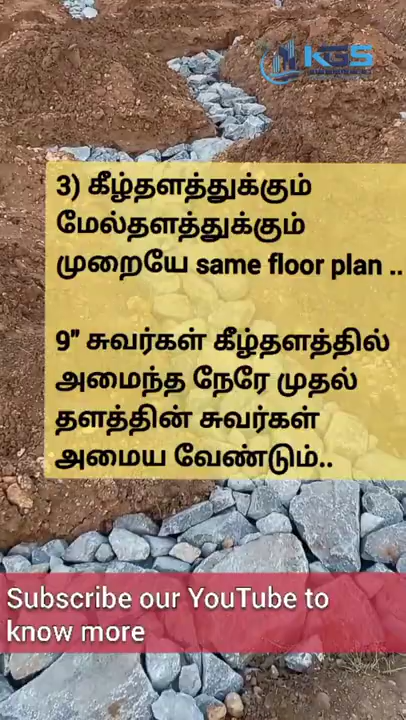 KGS
3) கீழ்தளத்துக்கும்
மேல்தளத்துக்கும்
முறையே same floor plan ..
9" சுவர்கள் கீழ்தளத்தில்
அமைந்த நேரே முதல்
தளத்தின் சுவர்கள்
அமைய வேண்டும்..
Subscribe our YouTube to
know more